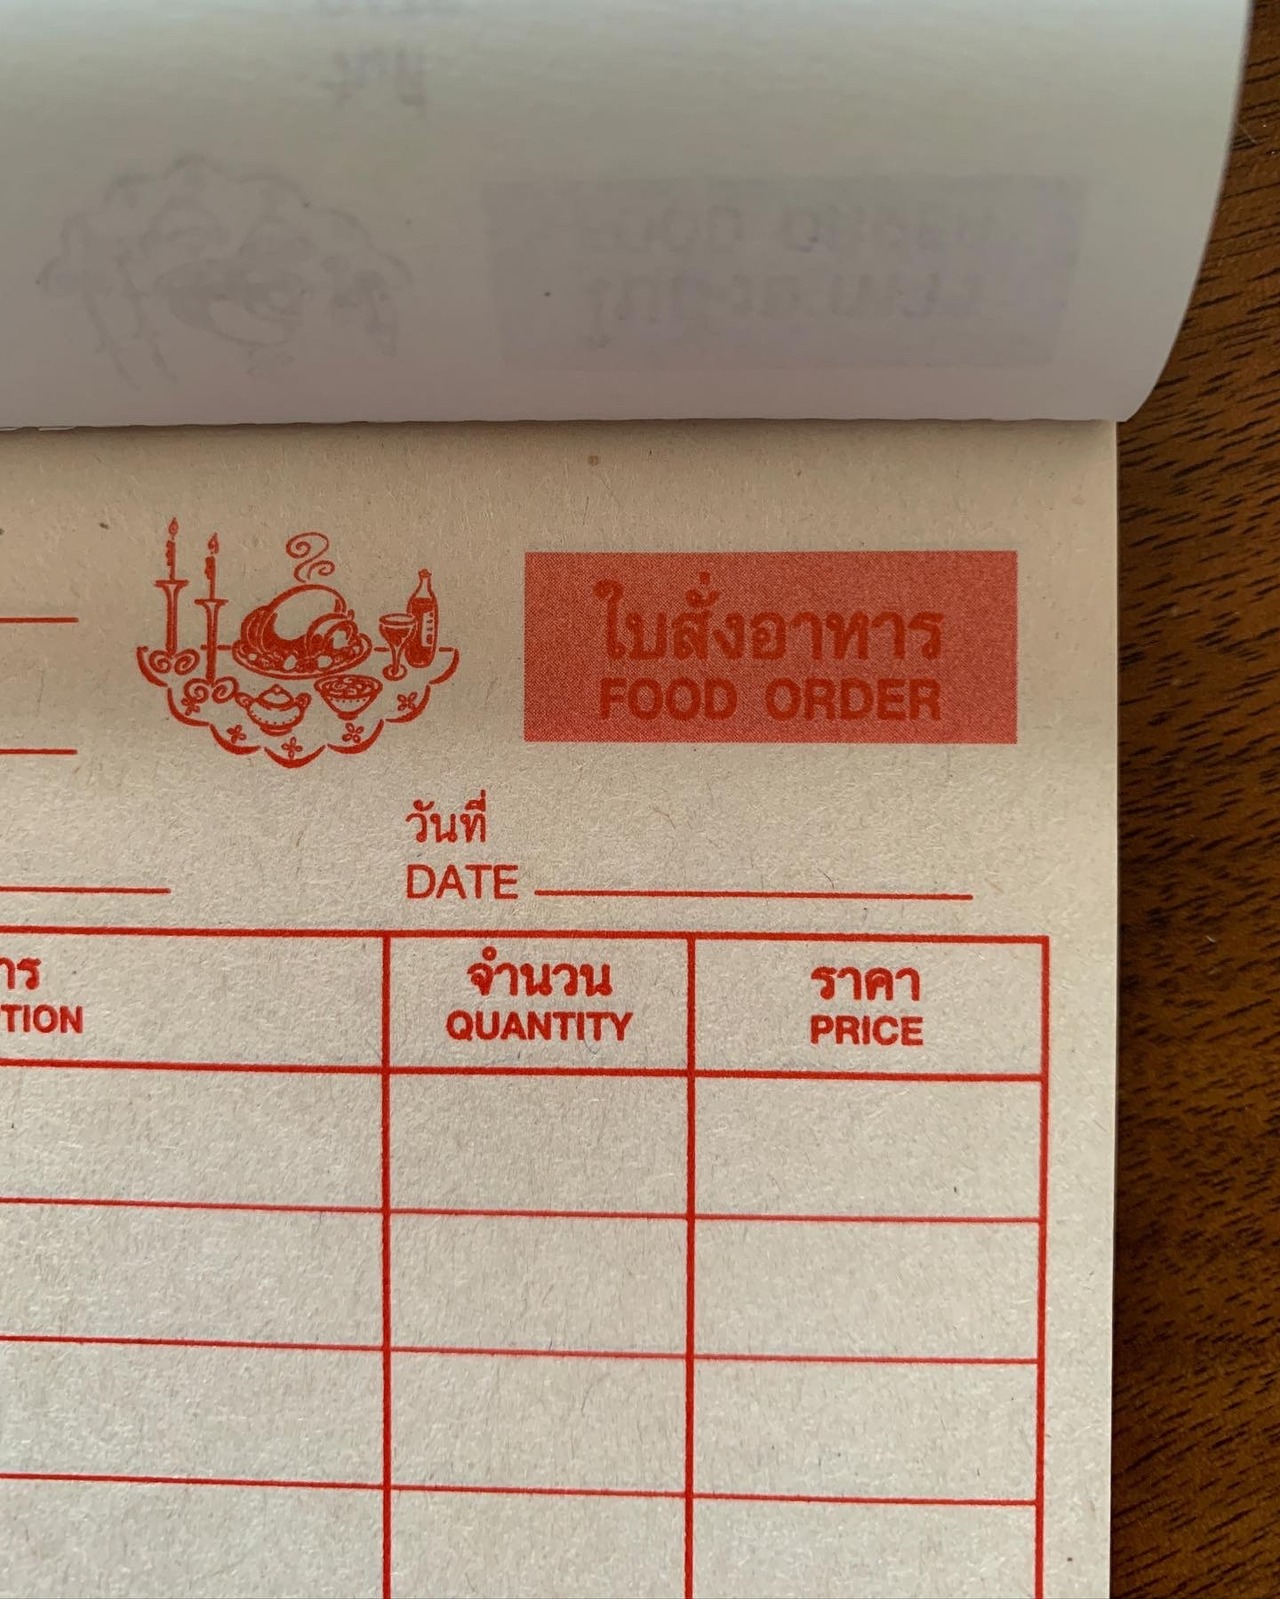 ใบสั่งอาหาร
FOOD ORDER
วันที่
DATE
จำนวน
QUANTITY
ราคา
PRICE